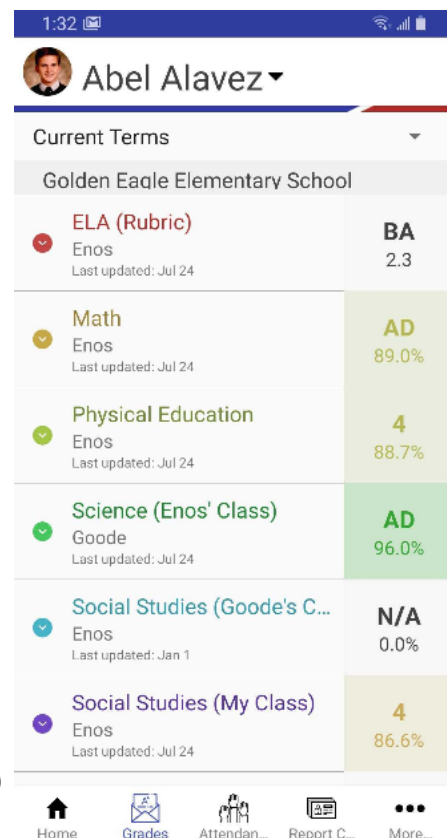 1:32
Abel Alavez
Current Terms
Golden Eagle Elementary School
ELA (Rubric)
BA
Enos
2.3
Last updated: Jul 24
Math
AD
Enos
89.0%
Last updated: Jul 24
Physical Education
4
Enos
88.7%
Last updated: Jul 24
Science (Enos' Class)
AD
Goode
96.0%
Last updated: Jul 24
Social Studies (Goode's C...
N/A
Enos
0.0%
Last updated: Jan 1
Social Studies (My Class)
4
Enos
86.6%
Last updated: Jul 24
Home Grades Attendan... Report C... More...